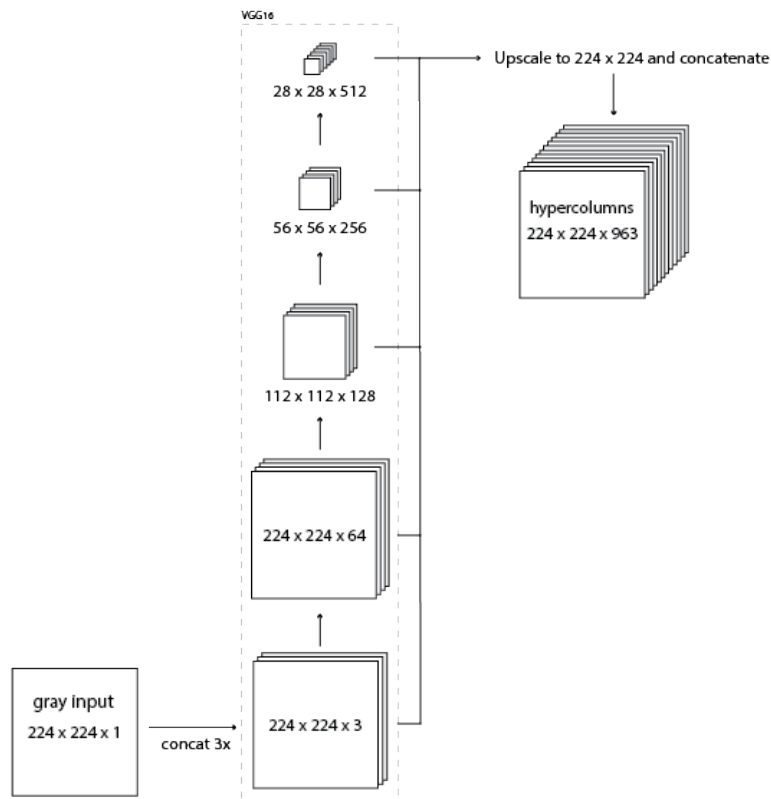 VGG16
28 x 28 x 512
Upscale to 224 x 224 and concatenate
56 x 56 x 256
hypercolumns
224 x 224 x 963
112 x 112 x 128
224 x 224 x 64
gray input
224 x 224 x 1
concat 3x
224 x 224 x 3